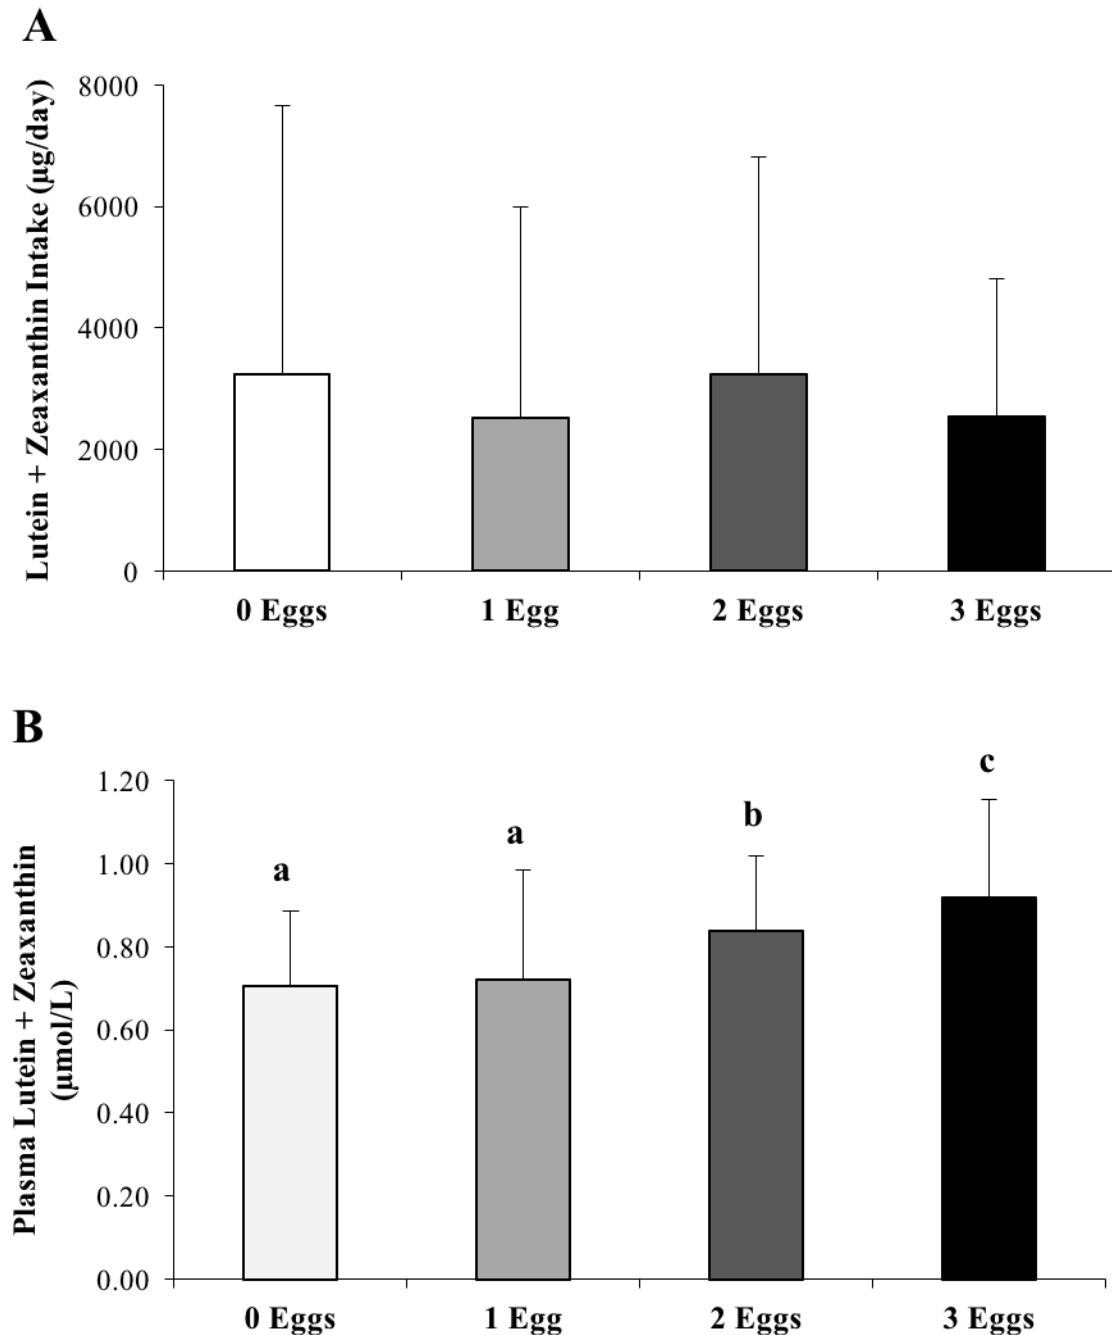 A
Lutein + Zeaxanthin Intake (µg/day)
8000
6000
4000
2000
0
0 Eggs
1 Egg
2 Eggs
3 Eggs
B
Plasma Lutein + Zeaxanthin
(µmol/L)
1.20
1.00
0.80
0.60
0.40
0.20
0.00
a
a
b
c
0 Eggs
1 Egg
2 Eggs
3 Eggs